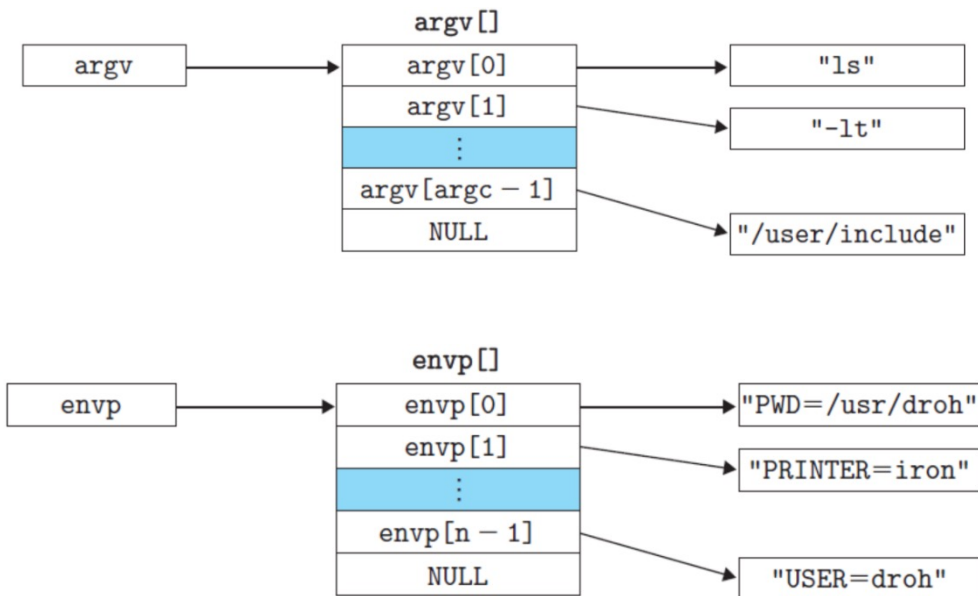 argv[]
argv
argv[0]
"ls"
argv[1]
"-lt"
⋮
argv[argc − 1]
NULL
"/user/include"
envp[]
envp
envp[0]
"PWD=/usr/droh"
envp[1]
"PRINTER=iron"
⋮
envp[n − 1]
NULL
"USER=droh"